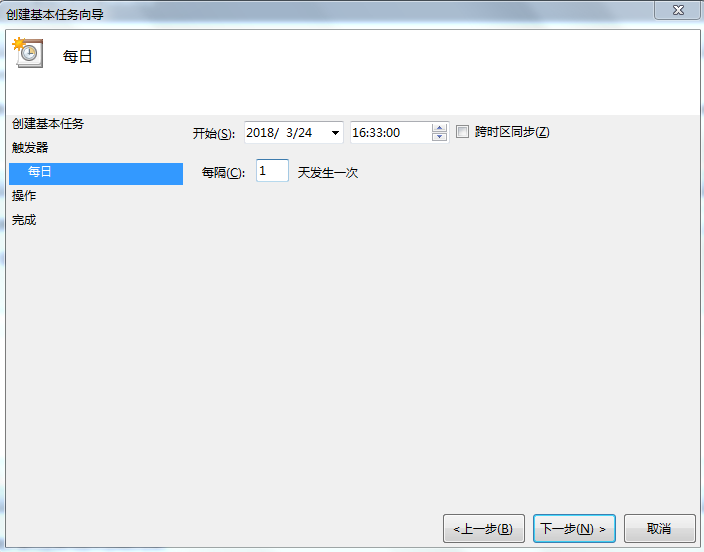 创建基本任务向导
每日
创建基本任务
触发器
每日
操作
完成
开始(S): 2018/ 3/24 16:33:00 跨时区同步(Z)
每隔(C): 1 天发生一次
<上一步(B) 下一步(N) > 取消